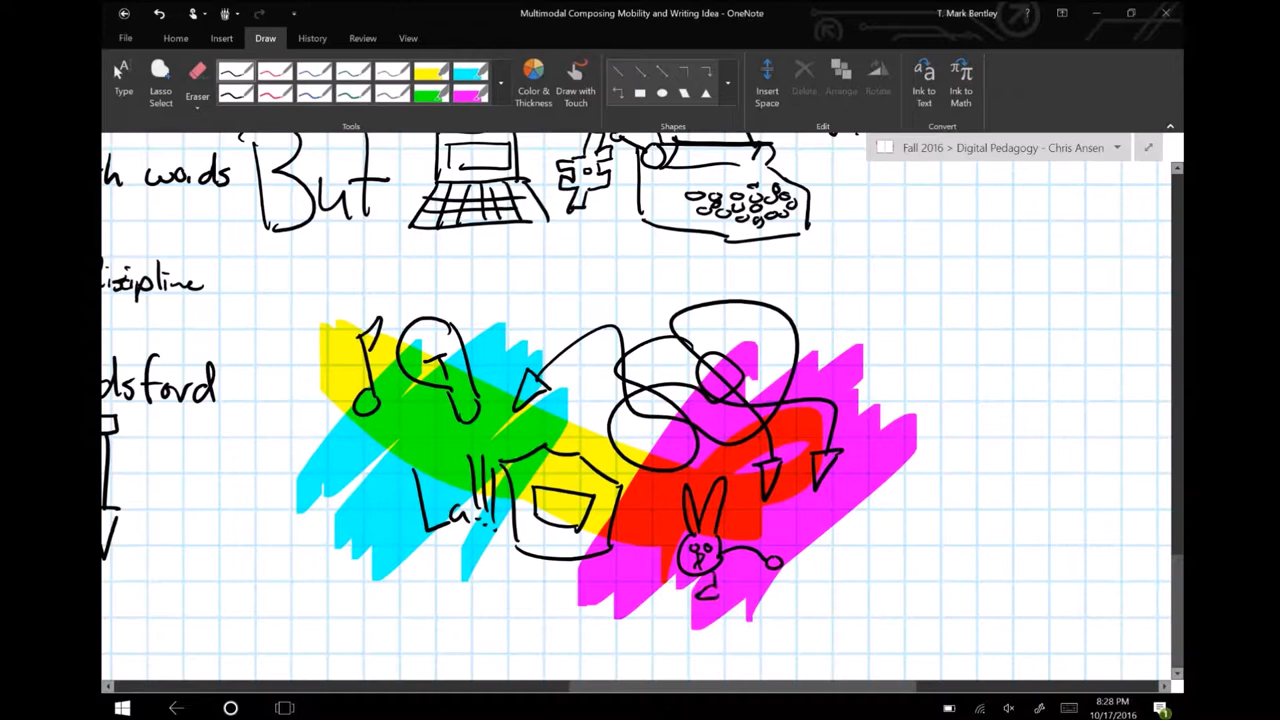 Multimodal Composing Mobility and Writing Idea - OneNote
T. Mark Bentley
?
File
Home
Insert
Draw
History
Review
View
Type
Lasso
Select
Eraser
Color &
Thickness
Draw with
Touch
Insert
Space
Delete
Arrange
Rotate
Ink to
Text
Ink to
Math
Tools
Shapes
Edit
Convert
Fall 2016 > Digital Pedagogy - Chris Ansen
words
But
iscipline
dsford
La!!!
8:28 PM
10/17/2016